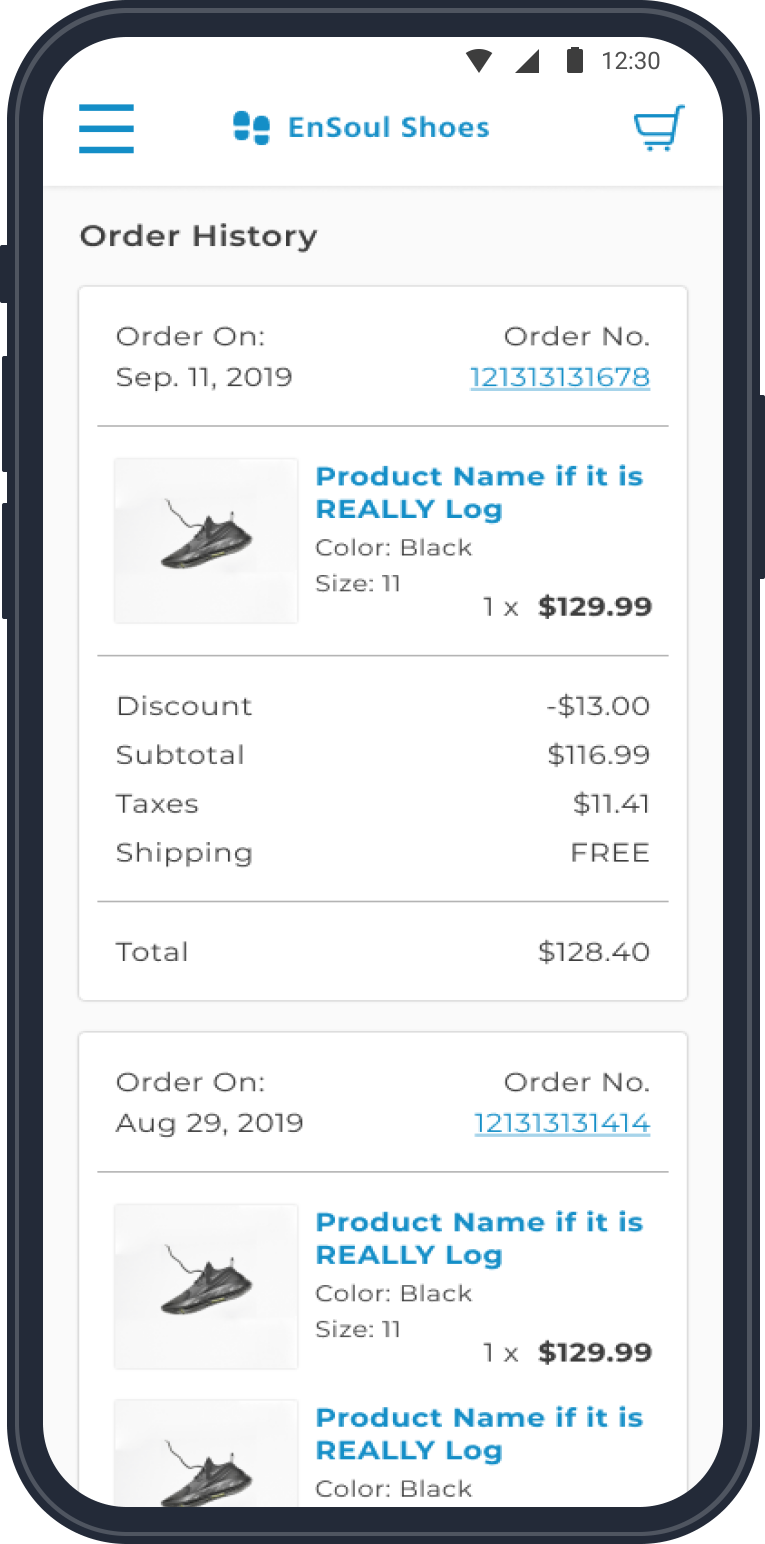 12:30
EnSoul Shoes
Order History
Order On: Order No.
Sep. 11, 2019 121313131678
Product Name if it is
REALLY Log
Color: Black
Size: 11
1 x $129.99
Discount -$13.00
Subtotal $116.99
Taxes $11.41
Shipping FREE
Total $128.40
Order On: Order No.
Aug 29, 2019 121313131414
Product Name if it is
REALLY Log
Color: Black
Size: 11
1 x $129.99
Product Name if it is
REALLY Log
Color: Black